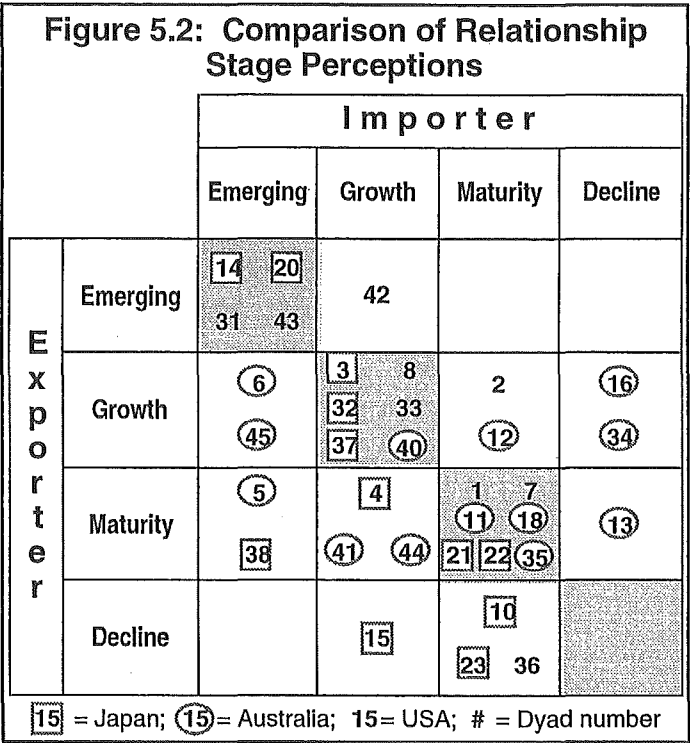 Figure 5.2: Comparison of Relationship
Stage Perceptions
Importer
Emerging Growth Maturity Decline
Exporter
Emerging
14 20
31 43
42
Growth
6
45
3 8
32 33
37 40
2
12
16
34
Maturity
5
38
4
41 44
1 7
11 18
21 22 35
13
Decline
15
10
23 36
15 = Japan; 15 = Australia; 15 = USA; # = Dyad number